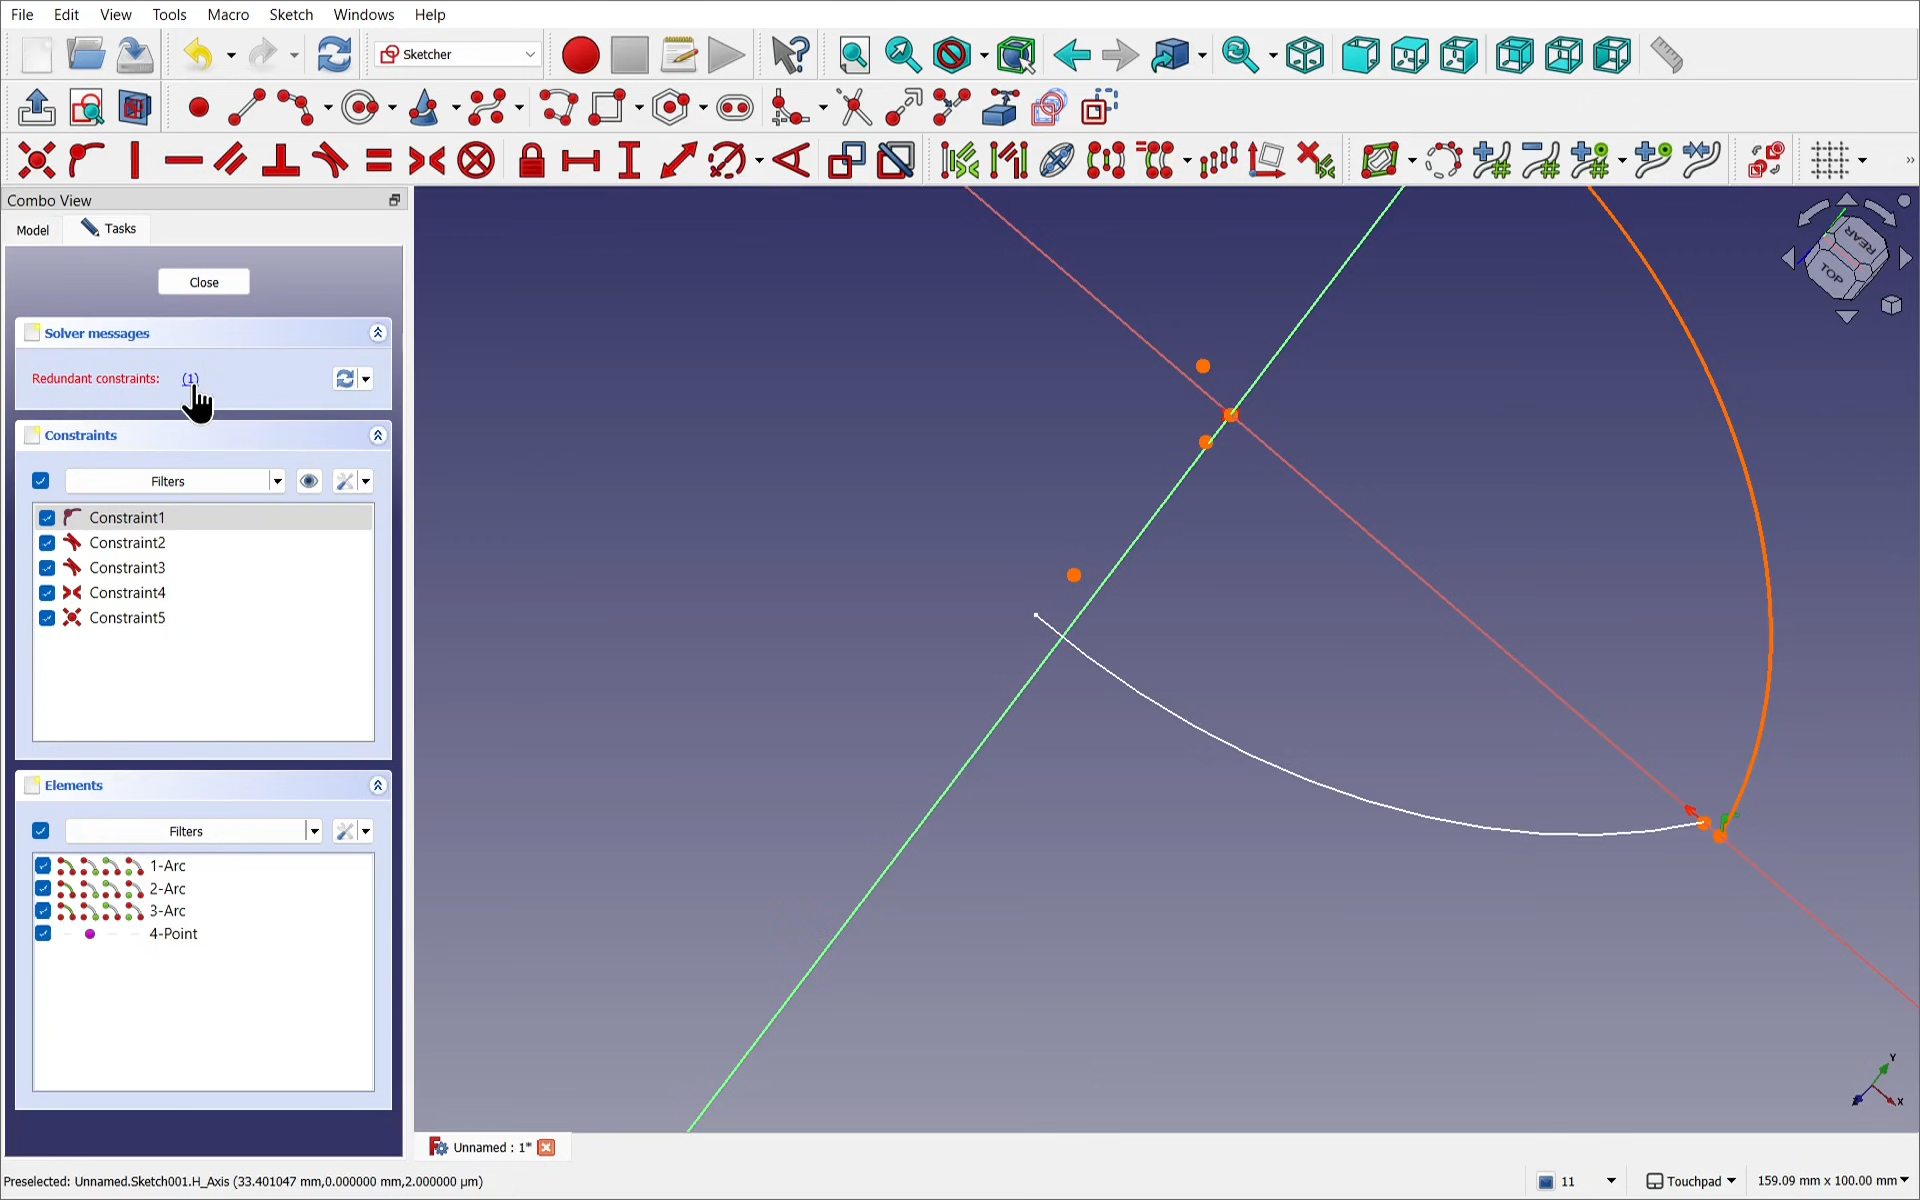 File Edit View Tools Macro Sketch Windows Help
Sketcher
Combo View
Model Tasks
Close
Solver messages
Redundant constraints: (1)
Constraints
Filters
Constraint1
Constraint2
Constraint3
Constraint4
Constraint5
Elements
Filters
1-Arc
2-Arc
3-Arc
4-Point
REAR
TOP
Y
X
Unnamed : 1*
Preselected: Unnamed.Sketch001.H_Axis (33.401047 mm,0.000000 mm,2.000000 µm)
11 Touchpad 159.09 mm x 100.00 mm